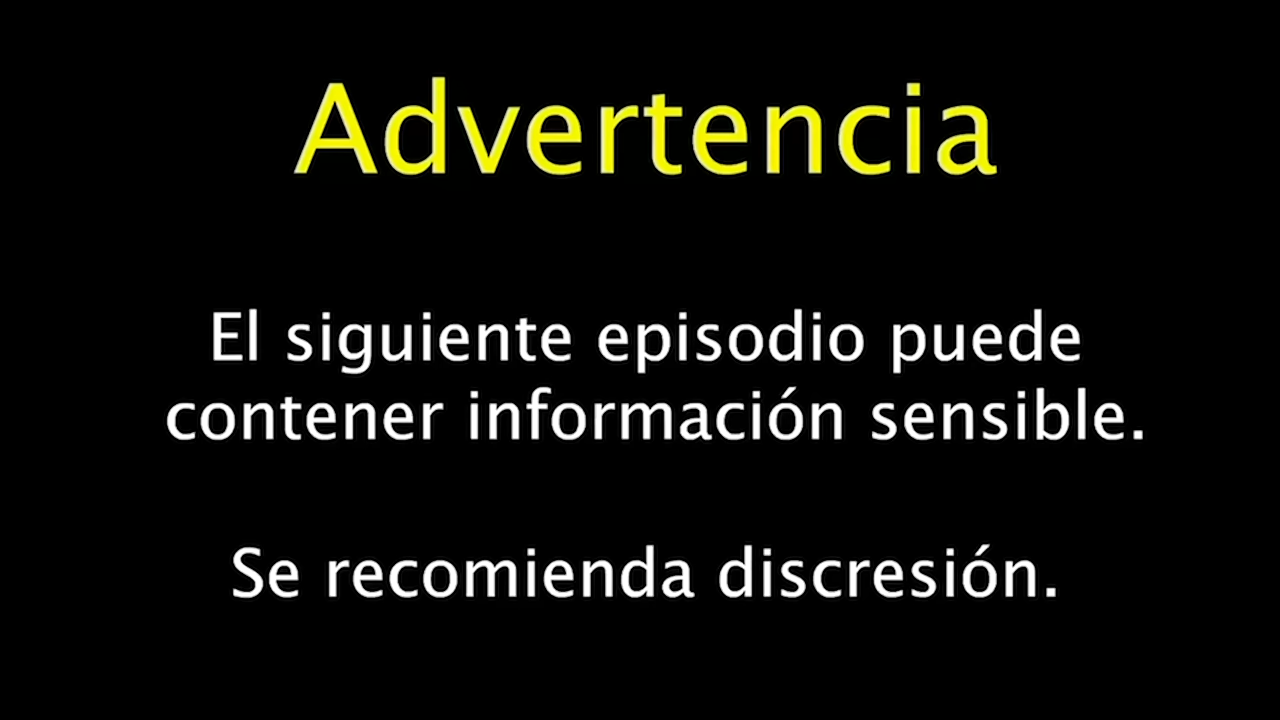 Advertencia
El siguiente episodio puede
contener información sensible.
Se recomienda discresión.